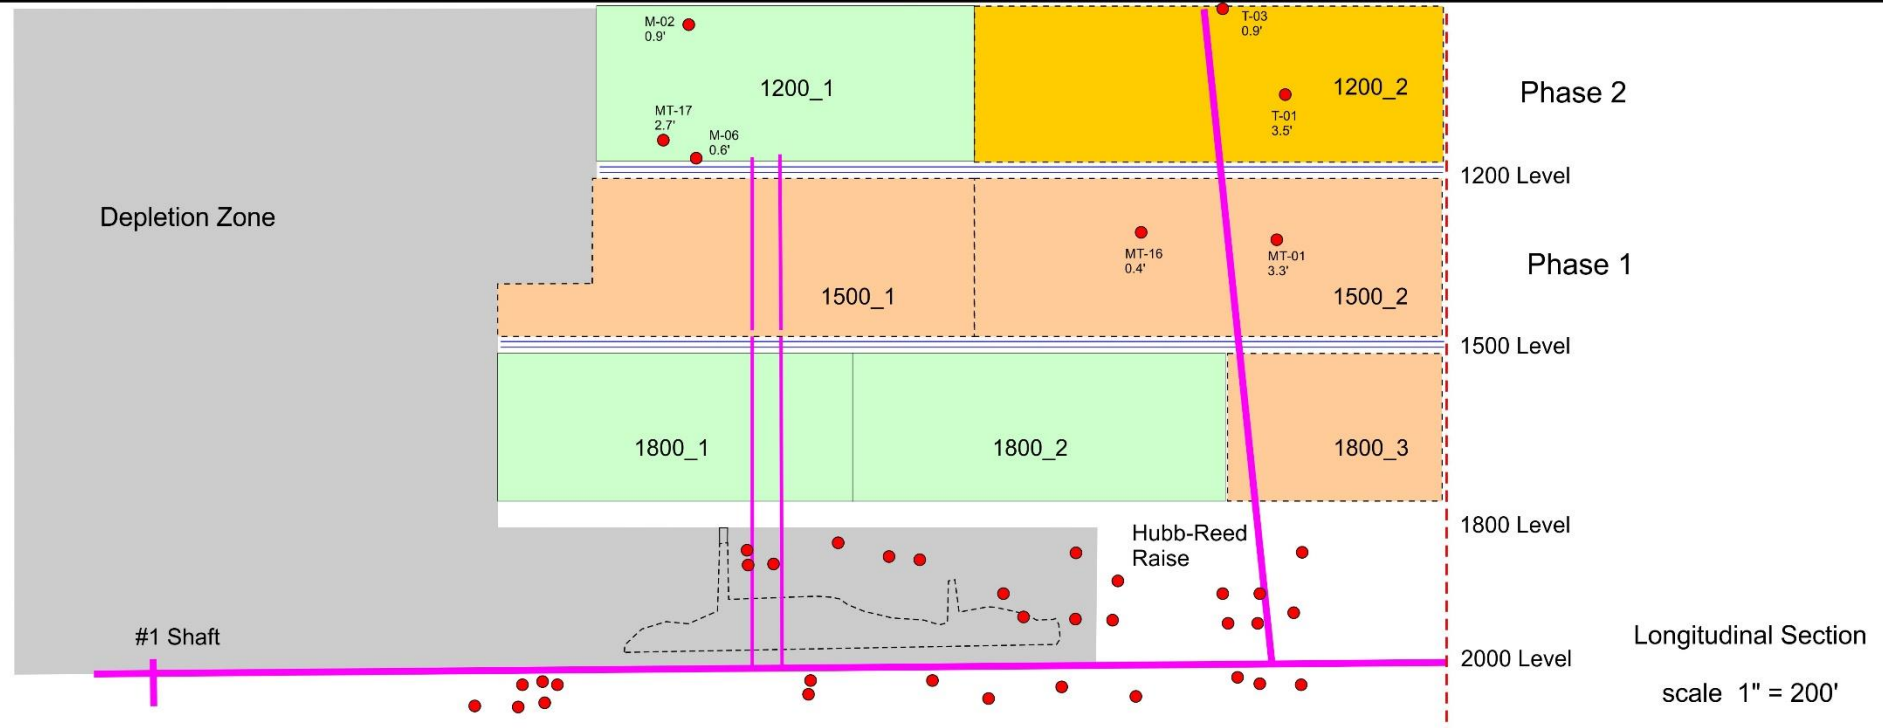 M-02
0.9'
T-03
0.9'
1200_1
1200_2
Phase 2
MT-17
2.7'
M-06
0.6'
T-01
3.5'
1200 Level
Depletion Zone
MT-16
0.4'
MT-01
3.3'
Phase 1
1500_1
1500_2
1500 Level
1800_1
1800_2
1800_3
1800 Level
Hubb-Reed
Raise
#1 Shaft
Longitudinal Section
2000 Level
scale 1" = 200'